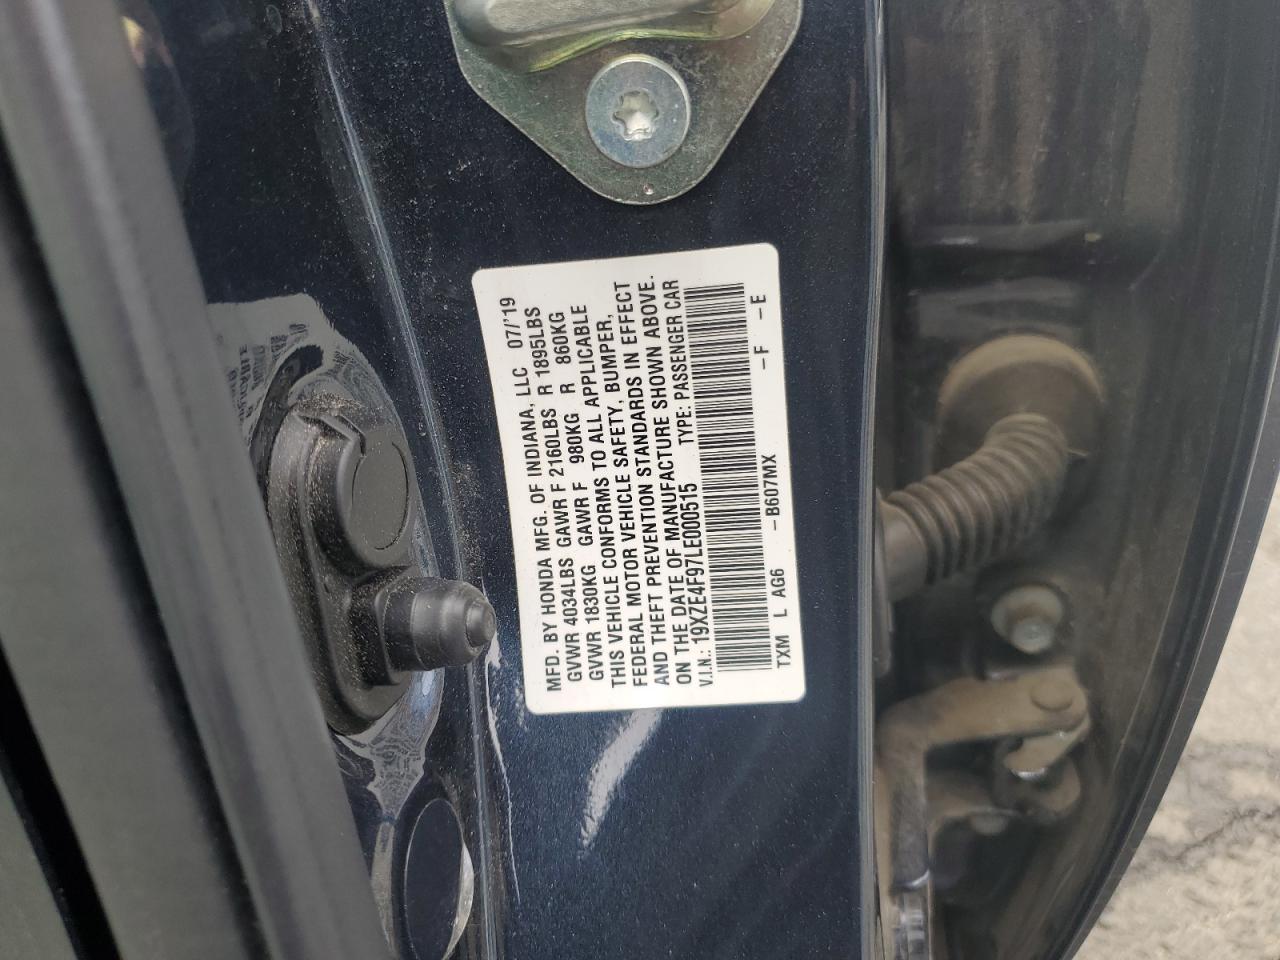 MFD. BY HONDA MFG. OF INDIANA, LLC 07/'19
GVWR 4034LBS GAWR F 2160LBS R 1895LBS
GVWR 1830KG GAWR F 980KG R 860KG
THIS VEHICLE CONFORMS TO ALL APPLICABLE
FEDERAL MOTOR VEHICLE SAFETY, BUMPER,
AND THEFT PREVENTION STANDARDS IN EFFECT
ON THE DATE OF MANUFACTURE SHOWN ABOVE.
V.I.N.: 19XZE4F97LE000515 TYPE: PASSENGER CAR
TXM L AG6 - B607MX - F - E